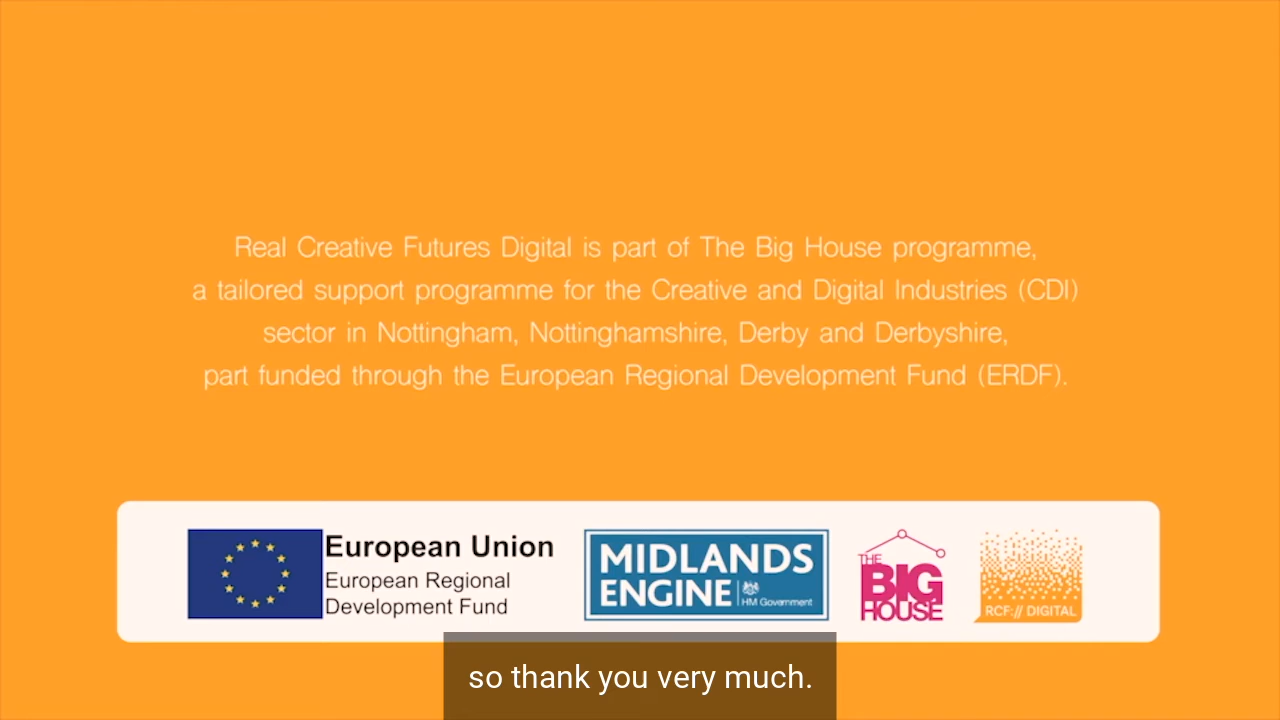 Real Creative Futures Digital is part of The Big House programme,
a tailored support programme for the Creative and Digital Industries (CDI)
sector in Nottingham, Nottinghamshire, Derby and Derbyshire,
part funded through the European Regional Development Fund (ERDF).
European Union
European Regional
Development Fund
MIDLANDS
ENGINE
HM Government
THE
BIG
HOUSE
RCF:// DIGITAL
so thank you very much.